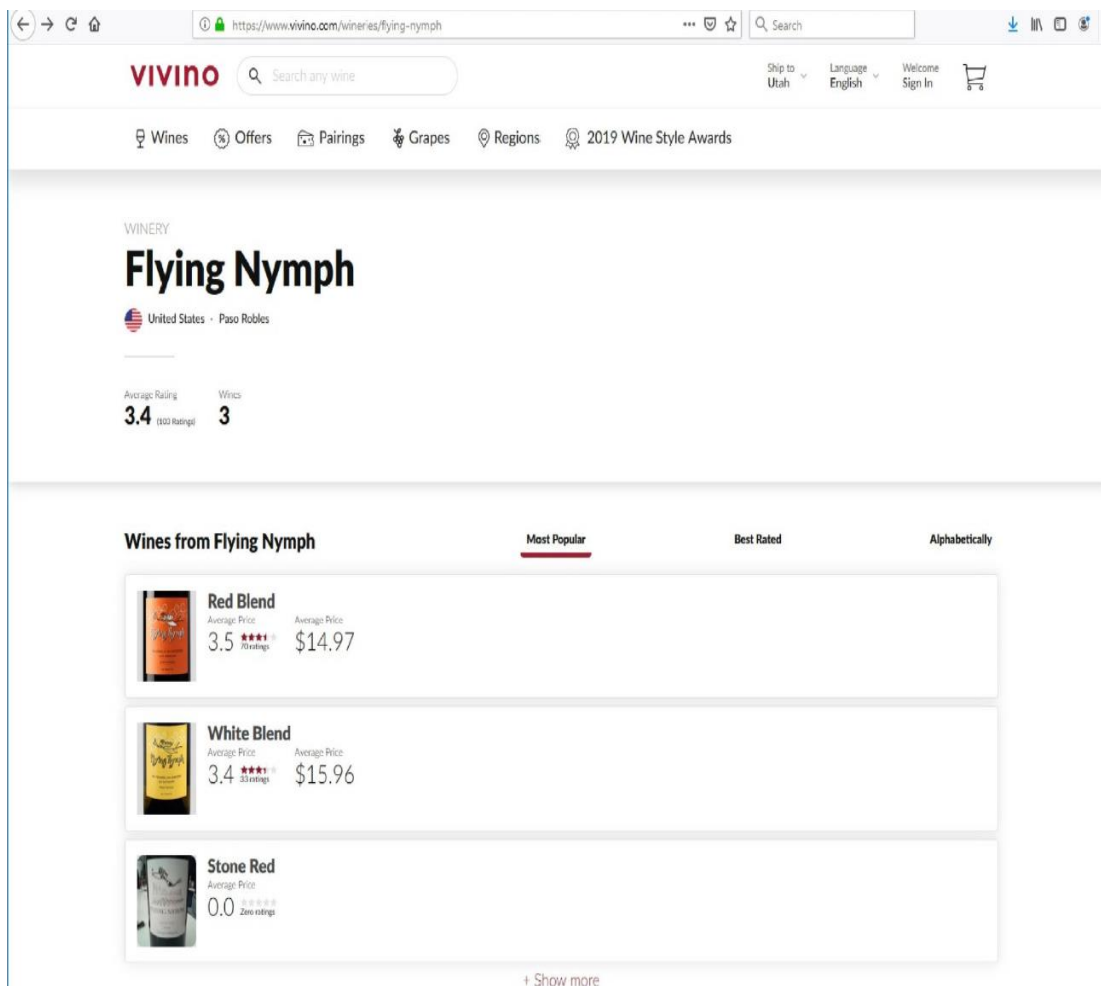 https://www.vivino.com/wineries/flying-nymph
Search
VIVINO
Search any wine
Ship to
Utah
Language
English
Welcome
Sign In
Wines
Offers
Pairings
Grapes
Regions
2019 Wine Style Awards
WINERY
Flying Nymph
United States · Paso Robles
Average Rating
Wines
3.4 (103 Ratings)
3
Wines from Flying Nymph
Most Popular
Best Rated
Alphabetically
Red Blend
Average Price
Average Price
3.5 70 ratings
$14.97
White Blend
Average Price
Average Price
3.4 33 ratings
$15.96
Stone Red
Average Price
0.0 Zero ratings
+ Show more